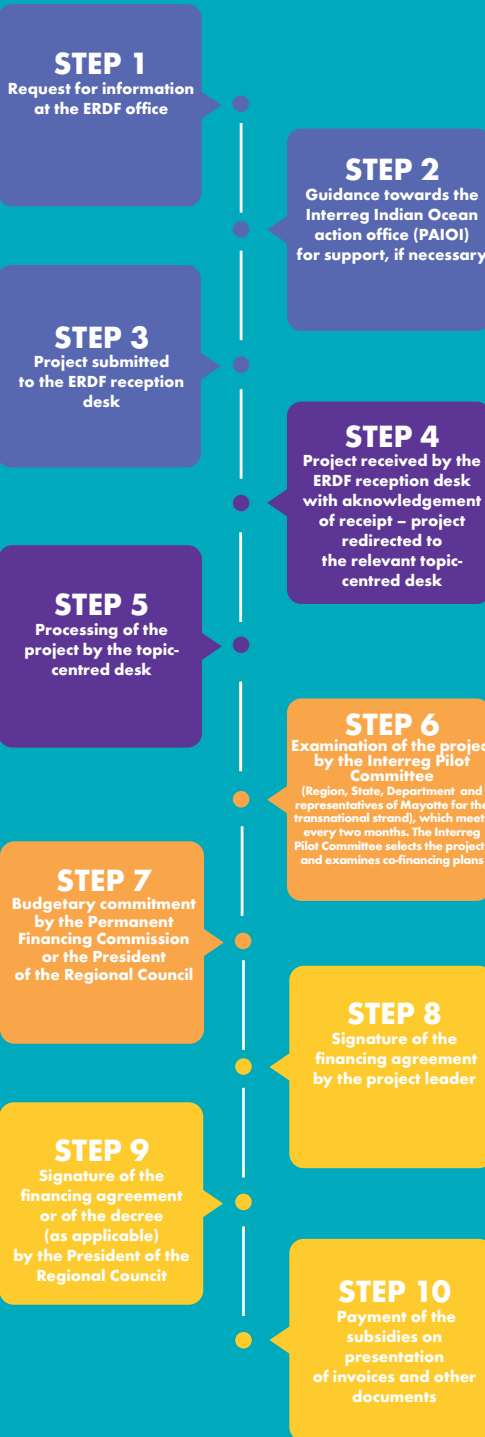 STEP 1
Request for information
at the ERDF office
STEP 2
Guidance towards the
Interreg Indian Ocean
action office (PAIOI)
for support, if necessary
STEP 3
Project submitted
to the ERDF reception
desk
STEP 4
Project received by the
ERDF reception desk
with aknowledgement
of receipt – project
redirected to
the relevant topic-
centred desk
STEP 5
Processing of the
project by the topic-
centred desk
STEP 6
Examination of the project
by the Interreg Pilot
Committee
(Region, State, Department and
representatives of Mayotte for the
transnational strand), which meet
every two months. The Interreg
Pilot Committee selects the project
and examines co-financing plans
STEP 7
Budgetary commitment
by the Permanent
Financing Commission
or the President
of the Regional Council
STEP 8
Signature of the
financing agreement
by the project leader
STEP 9
Signature of the
financing agreement
or of the decree
(as applicable)
by the President of the
Regional Council
STEP 10
Payment of the
subsidies on
presentation
of invoices and other
documents